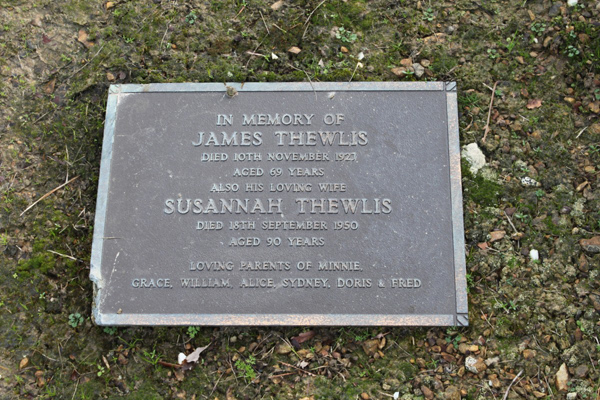 IN MEMORY OF
JAMES THEWLIS
DIED 10TH NOVEMBER 1927
AGED 69 YEARS
ALSO HIS LOVING WIFE
SUSANNAH THEWLIS
DIED 18TH SEPTEMBER 1950
AGED 90 YEARS
LOVING PARENTS OF MINNIE,
GRACE, WILLIAM, ALICE, SYDNEY, DORIS & FRED